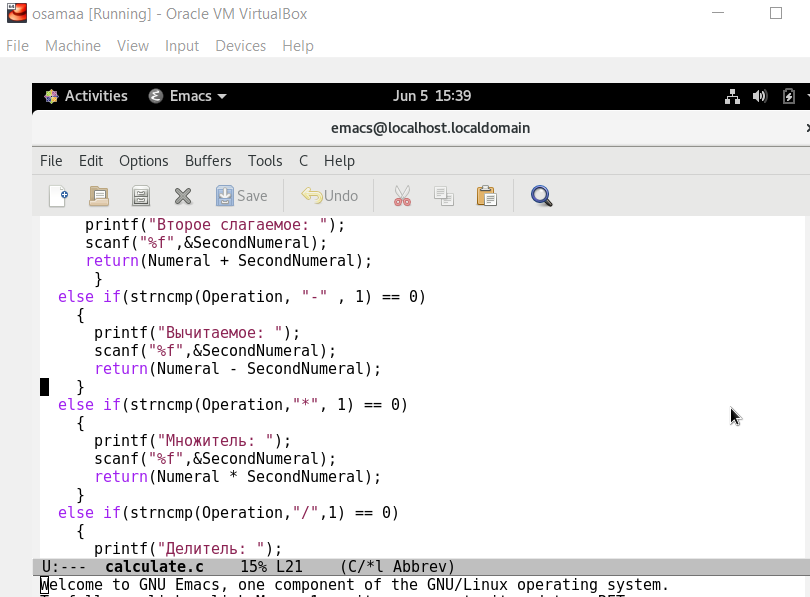 osamaa [Running] - Oracle VM VirtualBox
File Machine View Input Devices Help
Activities Emacs Jun 5 15:39
emacs@localhost.localdomain
File Edit Options Buffers Tools C Help
Save Undo
printf("Второе слагаемое: ");
scanf("%f",&SecondNumeral);
return(Numeral + SecondNumeral);
}
else if(strncmp(Operation, "-" , 1) == 0)
{
printf("Вычитаемое: ");
scanf("%f",&SecondNumeral);
return(Numeral - SecondNumeral);
}
else if(strncmp(Operation,"*", 1) == 0)
{
printf("Множитель: ");
scanf("%f",&SecondNumeral);
return(Numeral * SecondNumeral);
}
else if(strncmp(Operation,"/",1) == 0)
{
printf("Делитель: ");
U:--- calculate.c 15% L21 (C/*l Abbrev)
Welcome to GNU Emacs, one component of the GNU/Linux operating system.